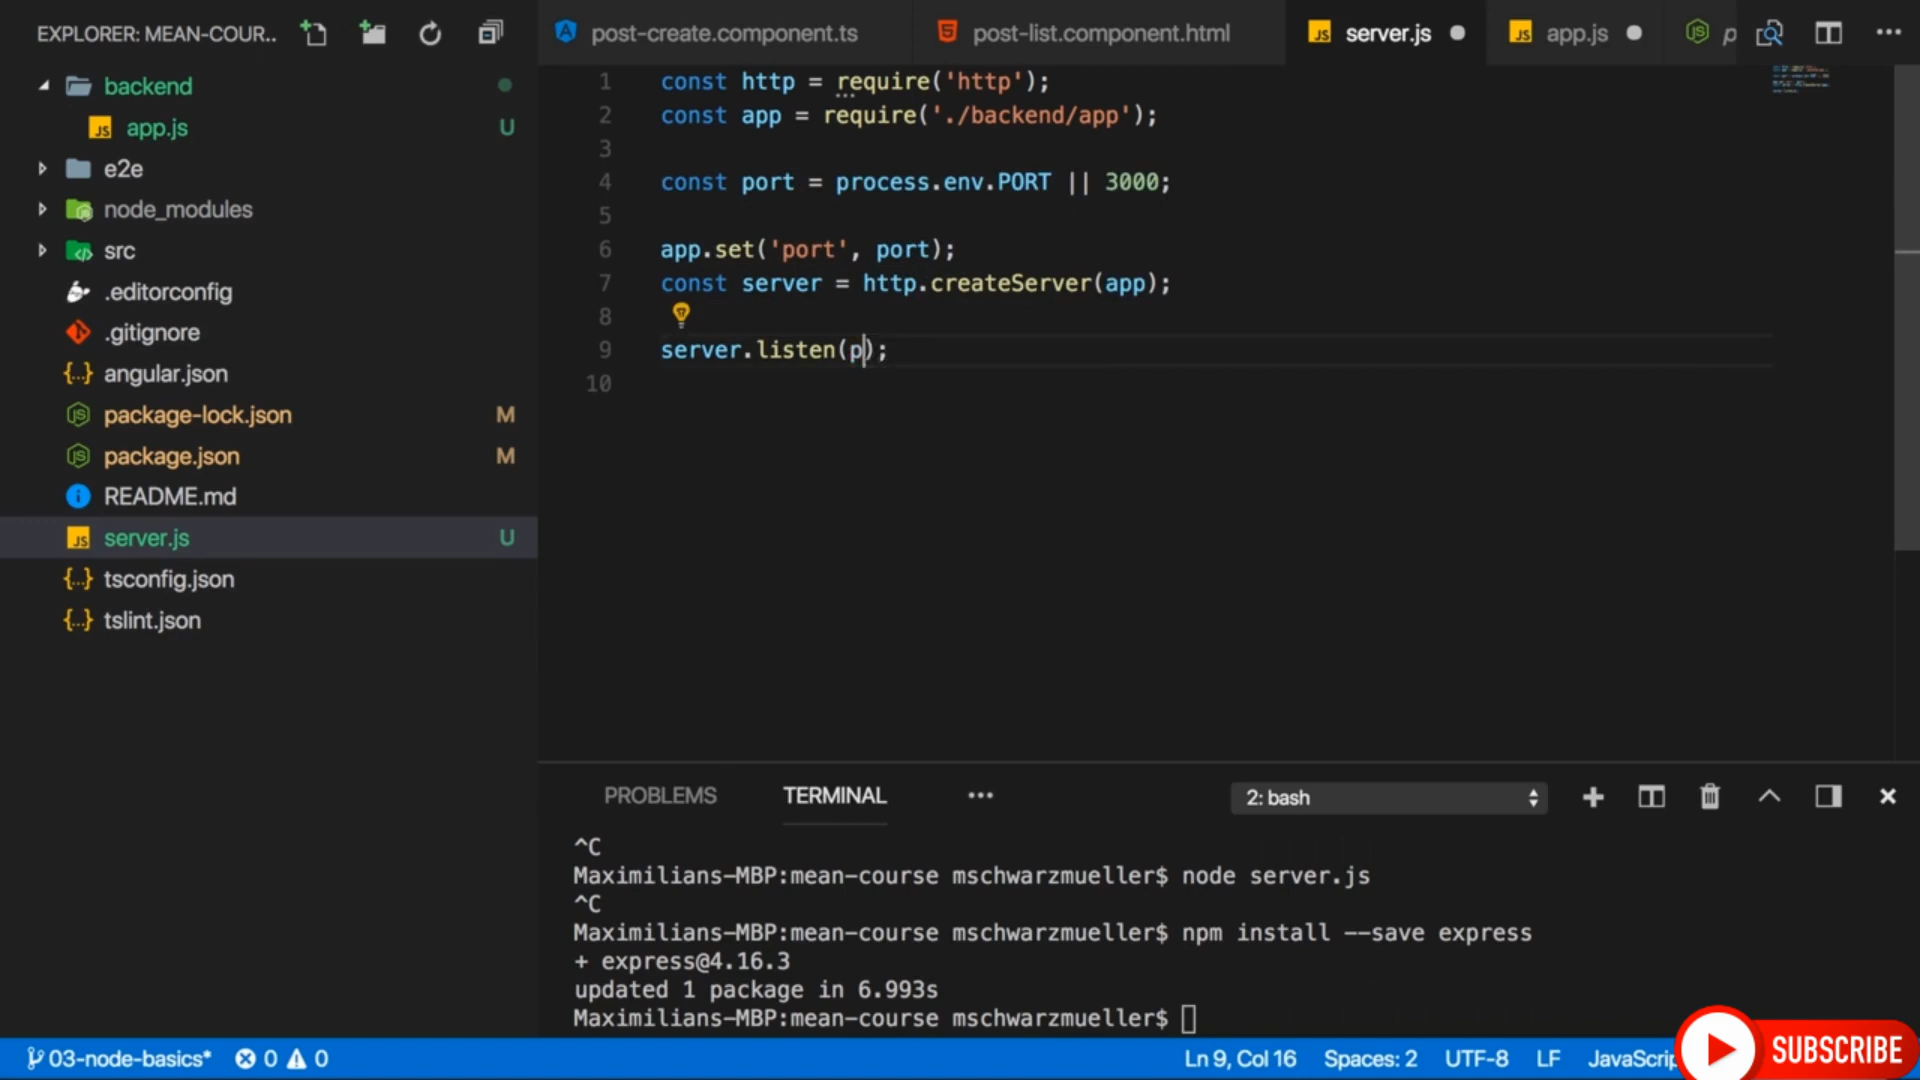 EXPLORER: MEAN-COUR..
backend
app.js U
e2e
node_modules
src
.editorconfig
.gitignore
angular.json
package-lock.json M
package.json M
README.md
server.js U
tsconfig.json
tslint.json
post-create.component.ts post-list.component.html server.js app.js p
1 const http = require('http');
2 const app = require('./backend/app');
3
4 const port = process.env.PORT || 3000;
5
6 app.set('port', port);
7 const server = http.createServer(app);
8
9 server.listen(p);
10
PROBLEMS TERMINAL ••• 2: bash
^C
Maximilians-MBP:mean-course mschwarzmueller$ node server.js
^C
Maximilians-MBP:mean-course mschwarzmueller$ npm install --save express
+ express@4.16.3
updated 1 package in 6.993s
Maximilians-MBP:mean-course mschwarzmueller$
03-node-basics* 0 0 Ln 9, Col 16 Spaces: 2 UTF-8 LF JavaScrip
SUBSCRIBE